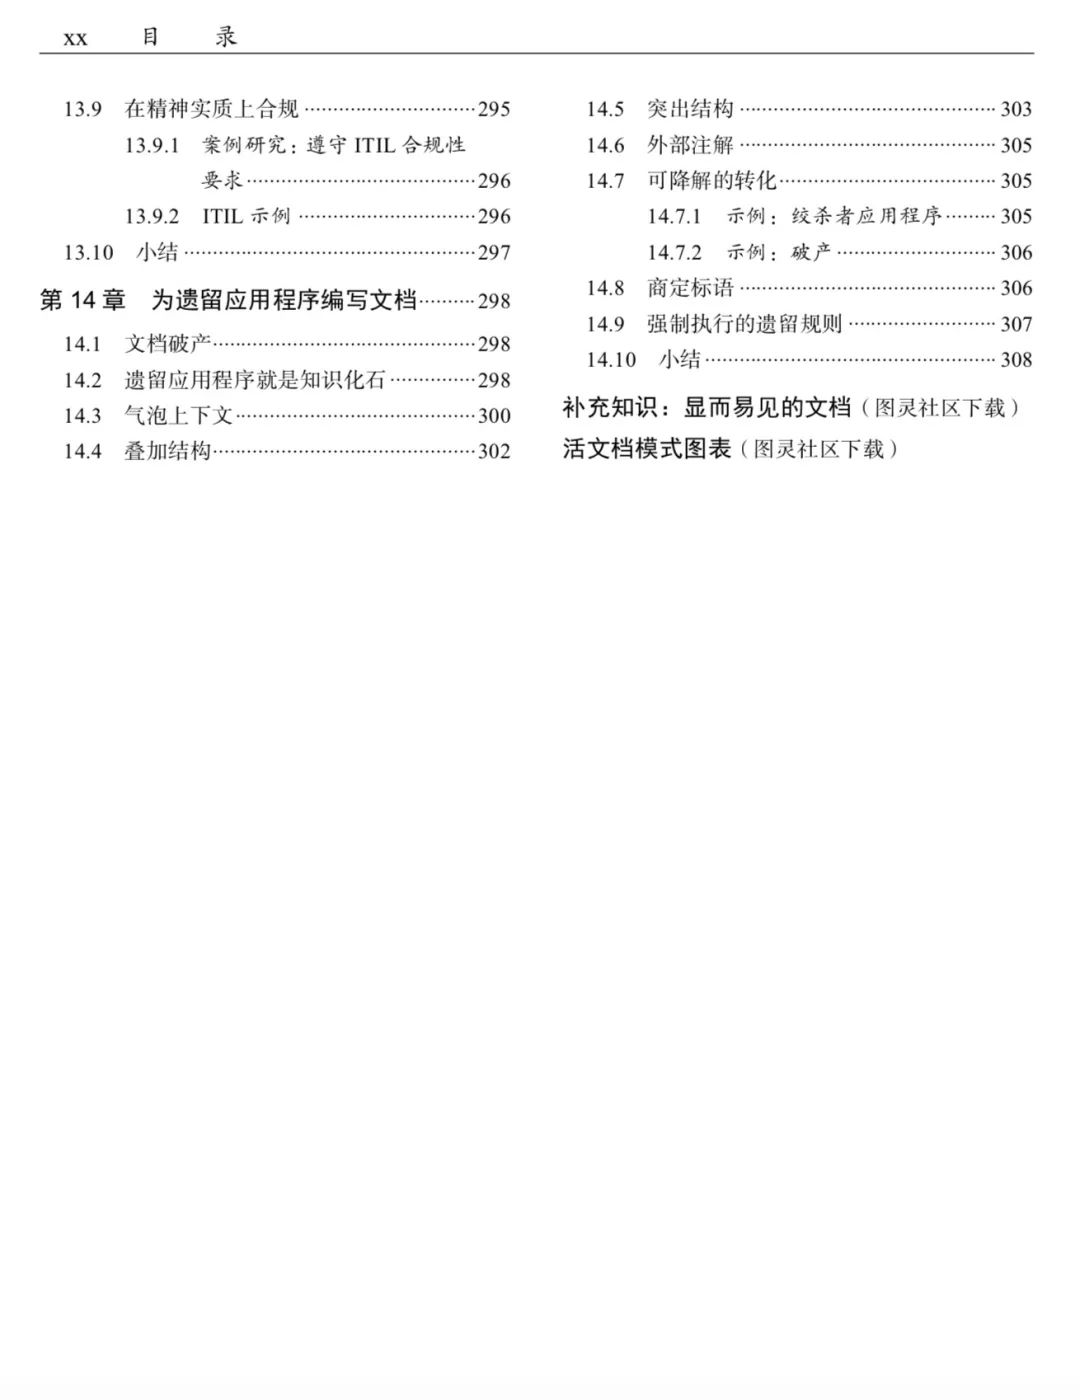 xx 目 录
13.9 在精神实质上合规 ······························ 295
13.9.1 案例研究：遵守 ITIL 合规性
要求 ········································ 296
13.9.2 ITIL 示例 ······························· 296
13.10 小结 ··················································· 297
第 14 章 为遗留应用程序编写文档 ·········· 298
14.1 文档破产 ·············································· 298
14.2 遗留应用程序就是知识化石 ··············· 298
14.3 气泡上下文 ·········································· 300
14.4 叠加结构 ·············································· 302
14.5 突出结构 ············································· 303
14.6 外部注解 ············································· 305
14.7 可降解的转化 ······································ 305
14.7.1 示例：绞杀者应用程序 ········· 305
14.7.2 示例：破产 ···························· 306
14.8 商定标语 ············································· 306
14.9 强制执行的遗留规则 ·························· 307
14.10 小结 ··················································· 308
补充知识：显而易见的文档（图灵社区下载）
活文档模式图表（图灵社区下载）